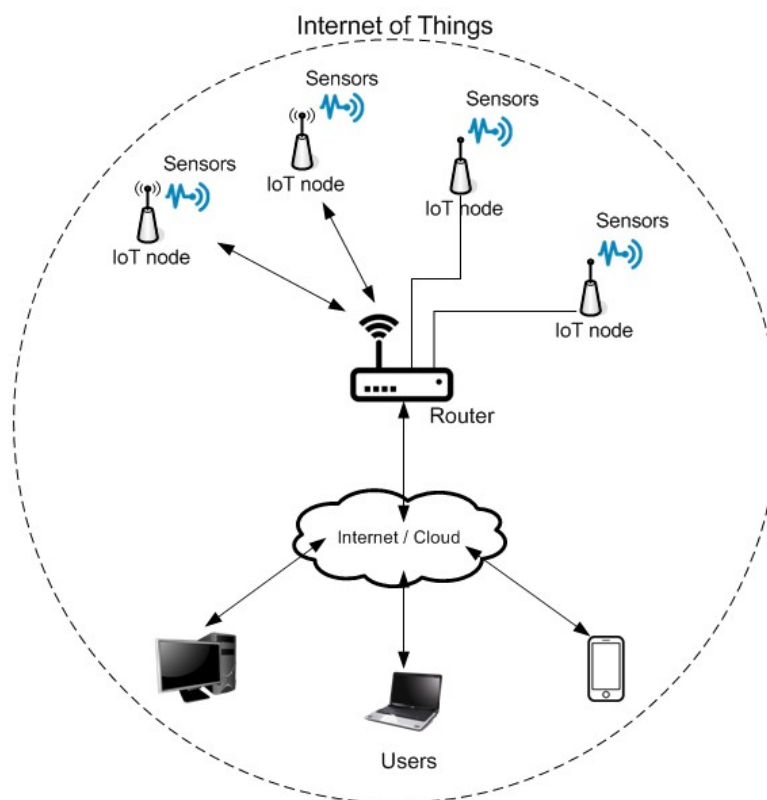 Internet of Things
Sensors
IoT node
Sensors
IoT node
Sensors
IoT node
Sensors
IoT node
Router
Internet / Cloud
Users